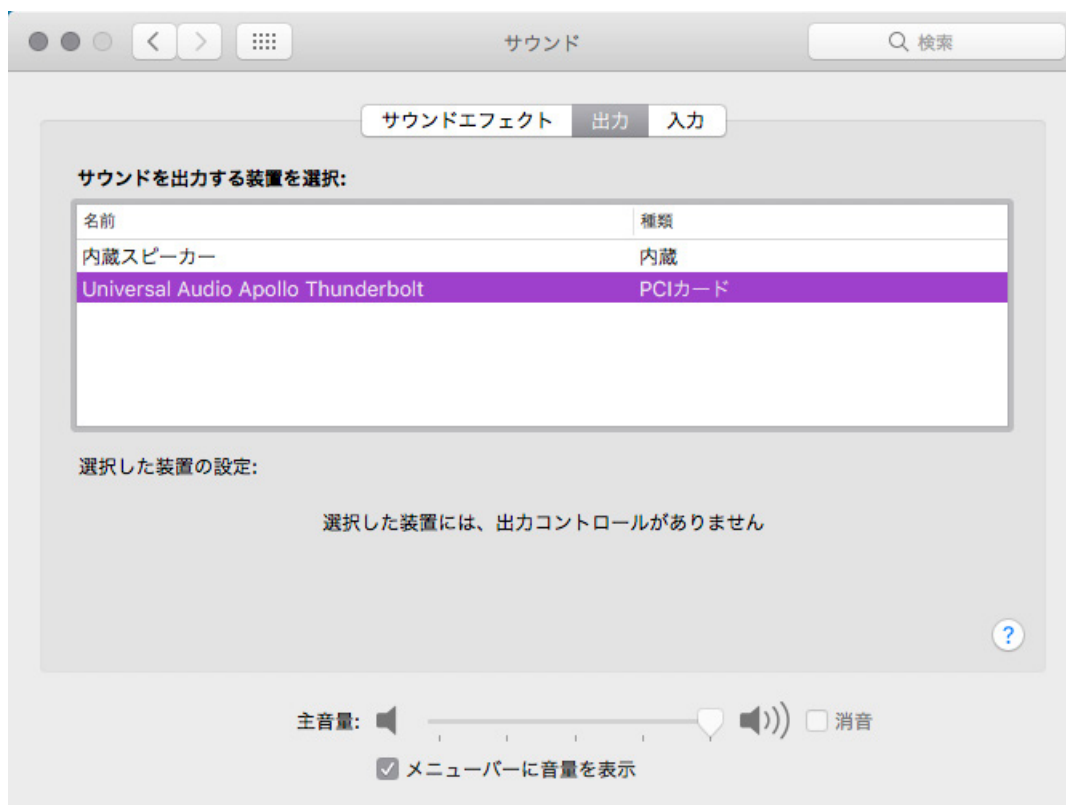 サウンド
検索
サウンドエフェクト 出力 入力
サウンドを出力する装置を選択:
名前 種類
内蔵スピーカー 内蔵
Universal Audio Apollo Thunderbolt PCIカード
選択した装置の設定:
選択した装置には、出力コントロールがありません
?
主音量: 消音
メニューバーに音量を表示